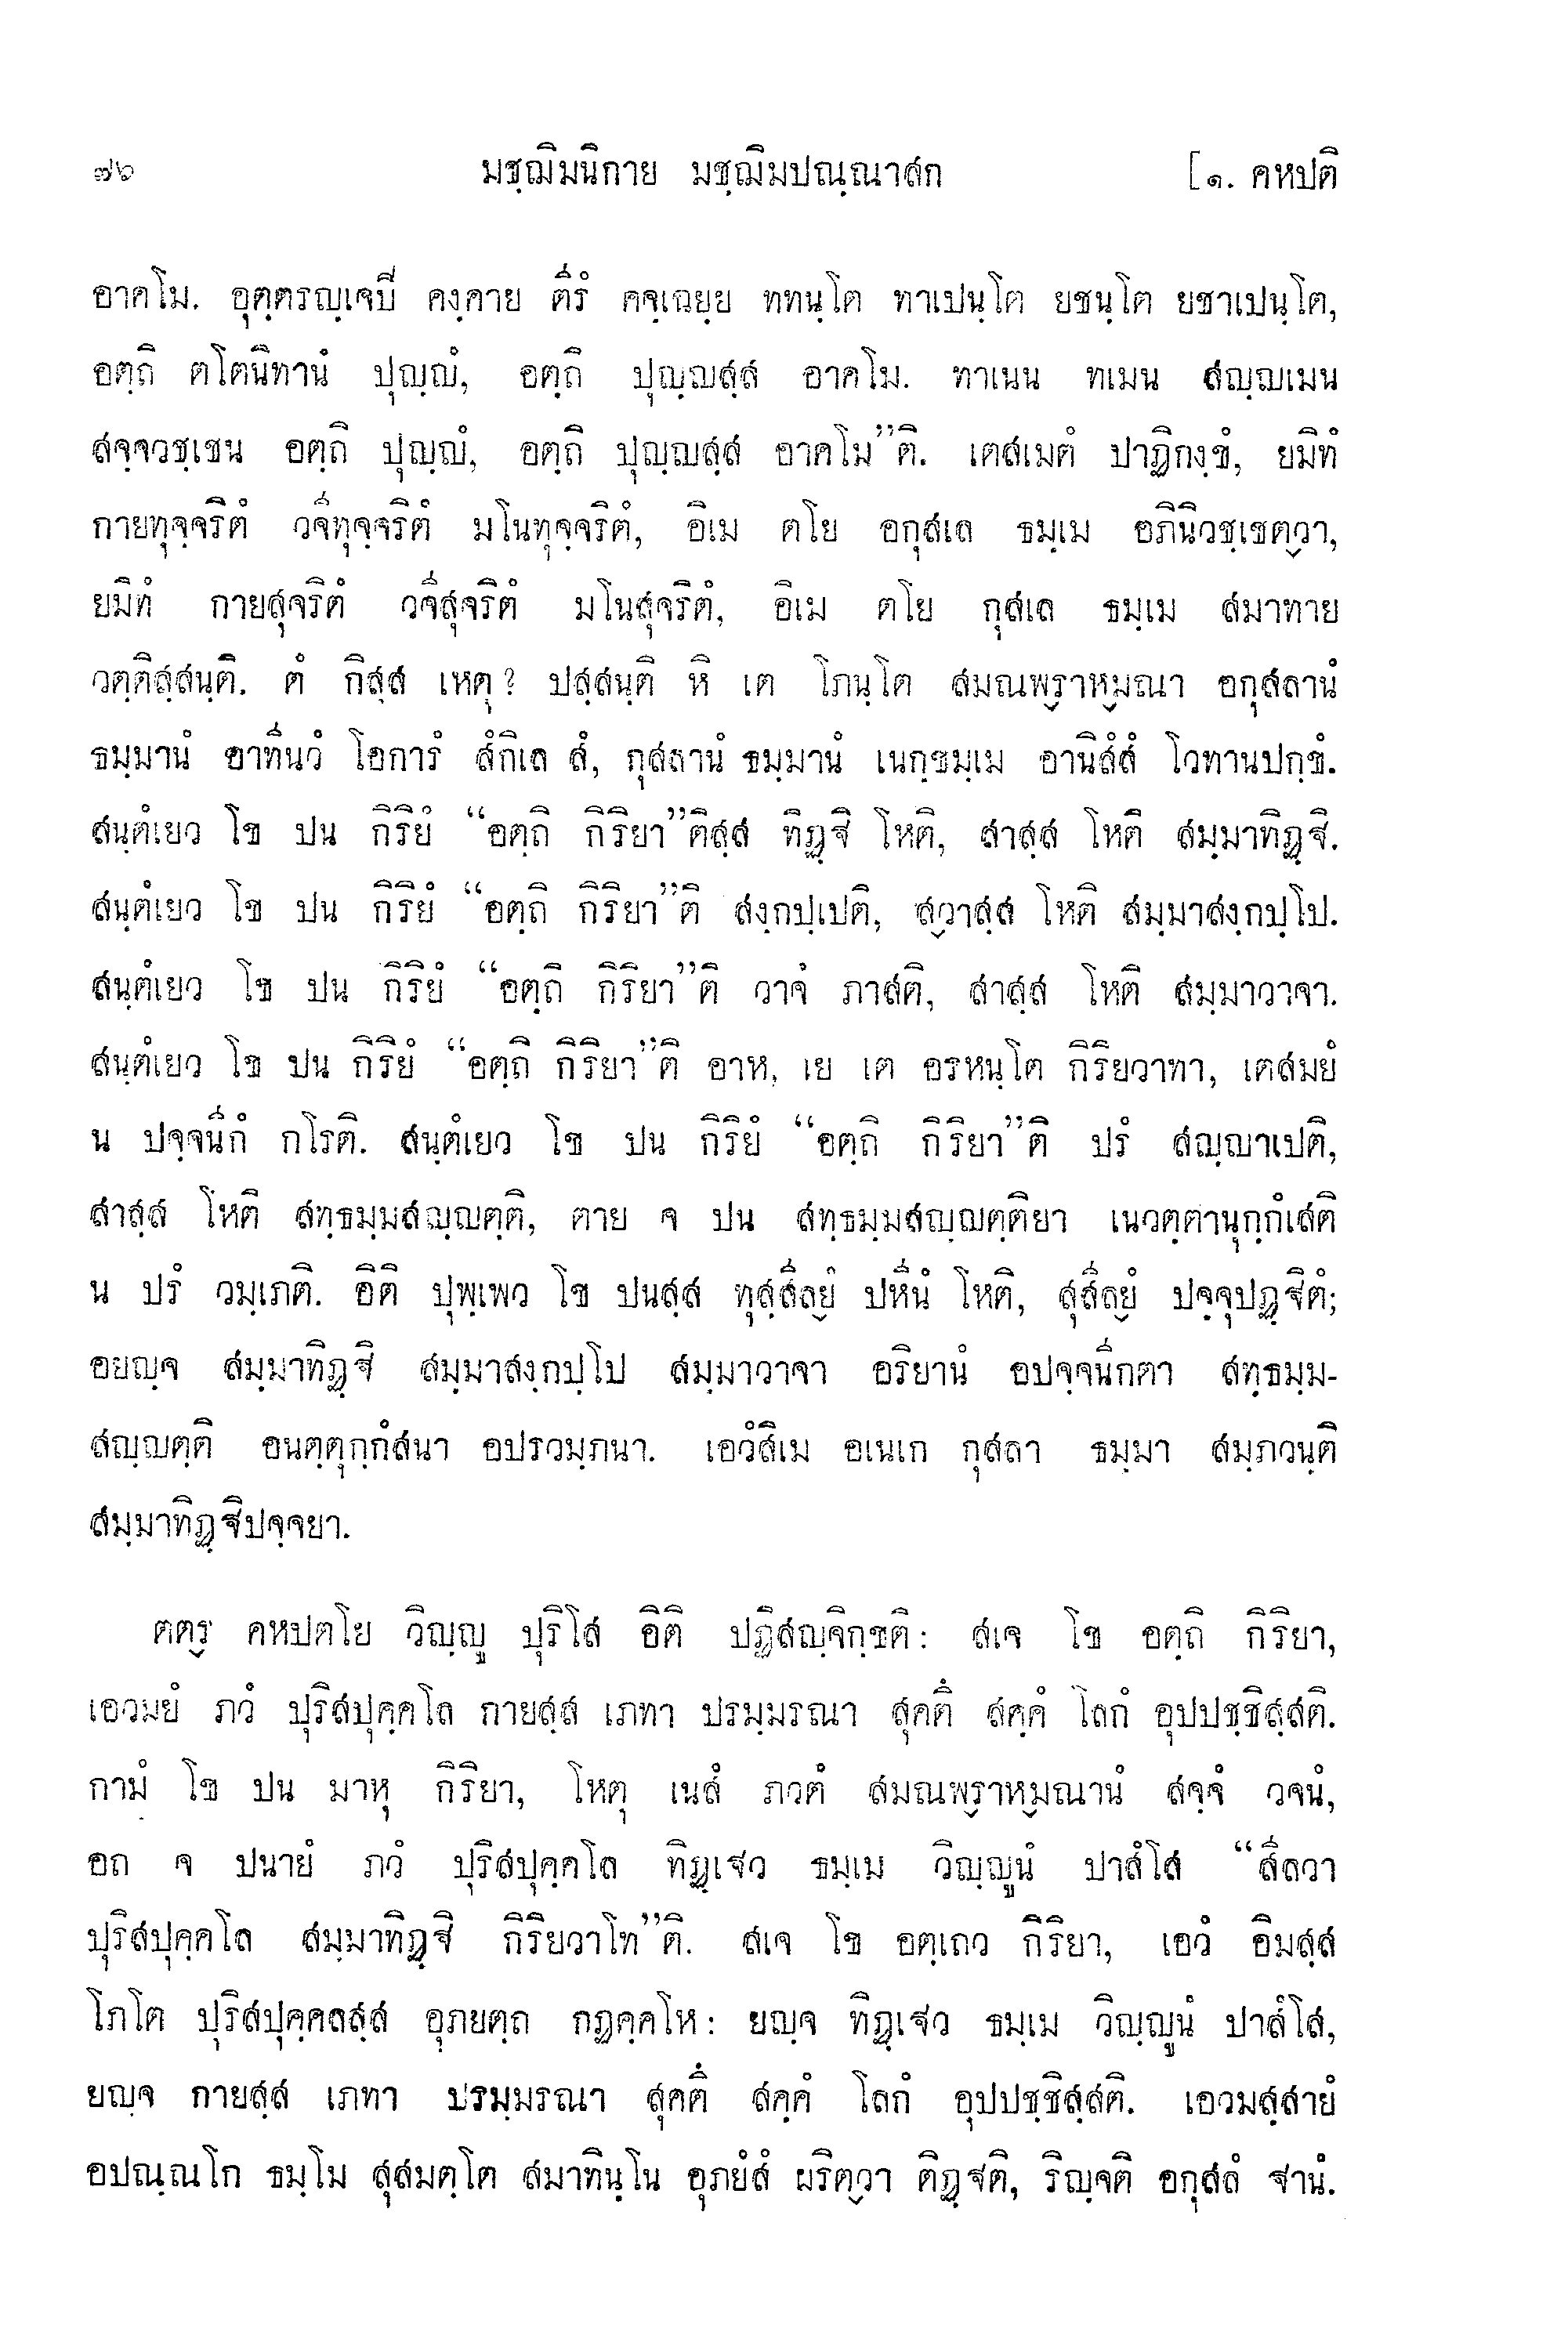 ๗๖ มชฺฌิมนิกาย มชฺฌิมปณฺณาสก [ ๑. คหปติ
อาคโม. อุตฺตรญฺเจปี คงฺคาย ตีรํ คจฺเฉยฺย ททนฺโต ทาเปนฺโต ยชนฺโต ยชาเปนฺโต,
อตฺถิ ตโตนิทานํ ปุญฺญํ, อตฺถิ ปุญฺญสฺส อาคโม. ทาเนน ทเมน สญฺญเมน
สจฺจวชฺเชน อตฺถิ ปุญฺญํ, อตฺถิ ปุญฺญสฺส อาคโม”ติ. เตสเมตํ ปาฏิกงฺขํ, ยมิทํ
กายทุจฺจริตํ วจีทุจฺจริตํ มโนทุจฺจริตํ, อิเม ตโย อกุสเล ธมฺเม อภินิวชฺเชตฺวา,
ยมิทํ กายสุจริตํ วจีสุจริตํ มโนสุจริตํ, อิเม ตโย กุสเล ธมฺเม สมาทาย
วตฺติสฺสนฺติ. ตํ กิสฺส เหตุ? ปสฺสนฺติ หิ เต โภนฺโต สมณพฺราหฺมณา อกุสลานํ
ธมฺมานํ อาทีนวํ โอการํ สํกิเล สํ, กุสลานํ ธมฺมานํ เนกฺขมฺเม อานิสํสํ โวทานปกฺขํ.
สนฺตํเยว โข ปน กิริยํ “อตฺถิ กิริยา”ติสฺส ทิฏฺฐิ โหติ, สาสฺส โหติ สมฺมาทิฏฺฐิ.
สนฺตํเยว โข ปน กิริยํ “อตฺถิ กิริยา”ติ สงฺกปฺเปติ, สฺวาสฺส โหติ สมฺมาสงฺกปฺโป.
สนฺตํเยว โข ปน กิริยํ “อตฺถิ กิริยา”ติ วาจํ ภาสติ, สาสฺส โหติ สมฺมาวาจา.
สนฺตํเยว โข ปน กิริยํ “อตฺถิ กิริยา”ติ อาห, เย เต อรหนฺโต กิริยวาทา, เตสมยํ
น ปจฺจนีกํ กโรติ. สนฺตํเยว โข ปน กิริยํ “อตฺถิ กิริยา”ติ ปรํ สญฺญาเปติ,
สาสฺส โหติ สทฺธมฺมสญฺญตฺติ, ตาย จ ปน สทฺธมฺมสญฺญตฺติยา เนวตฺตานุกฺกํเสติ
น ปรํ วมฺเภติ. อิติ ปุพฺเพว โข ปนสฺส ทุสฺสีลฺยํ ปหีนํ โหติ, สุสีลฺยํ ปจฺจุปฏฺฐิตํ;
อยญฺจ สมฺมาทิฏฺฐิ สมฺมาสงฺกปฺโป สมฺมาวาจา อริยานํ อปจฺจนีกตา สทฺธมฺม-
สญฺญตฺติ อนตฺตุกฺกํสนา อปรวมฺภนา. เอวํสิเม อเนเก กุสลา ธมฺมา สมฺภวนฺติ
สมฺมาทิฏฺฐิปจฺจยา.
ตตฺร คหปตโย วิญฺญู ปุริโส อิติ ปฏิสญฺจิกฺขติ: สเจ โข อตฺถิ กิริยา,
เอวมยํ ภวํ ปุริสปุคฺคโล กายสฺส เภทา ปรมฺมรณา สุคตึ สคฺคํ โลกํ อุปปชฺชิสฺสติ.
กามํ โข ปน มาหุ กิริยา, โหตุ เนสํ ภวตํ สมณพฺราหฺมณานํ สจฺจํ วจนํ,
อถ จ ปนายํ ภวํ ปุริสปุคฺคโล ทิฏฺเฐว ธมฺเม วิญฺญูนํ ปาสํโส “สีลวา
ปุริสปุคฺคโล สมฺมาทิฏฺฐิ กิริยวาโท”ติ. สเจ โข อตฺเถว กิริยา, เอวํ อิมสฺส
โภโต ปุริสปุคฺคลสฺส อุภยตฺถ กฏคฺคโห: ยญฺจ ทิฏฺเฐว ธมฺเม วิญฺญูนํ ปาสํโส,
ยญฺจ กายสฺส เภทา ปรมฺมรณา สุคตึ สคฺคํ โลกํ อุปปชฺชิสฺสติ. เอวมสฺสายํ
อปณฺณโก ธมฺโม สุสมตฺโต สมาทินฺโน อุภยํสํ ผริตฺวา ติฏฺฐติ, ริญฺจติ อกุสลํ ฐานํ.